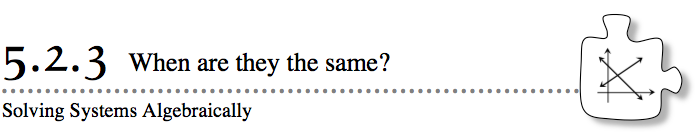 5.2.3 When are they the same?
Solving Systems Algebraically